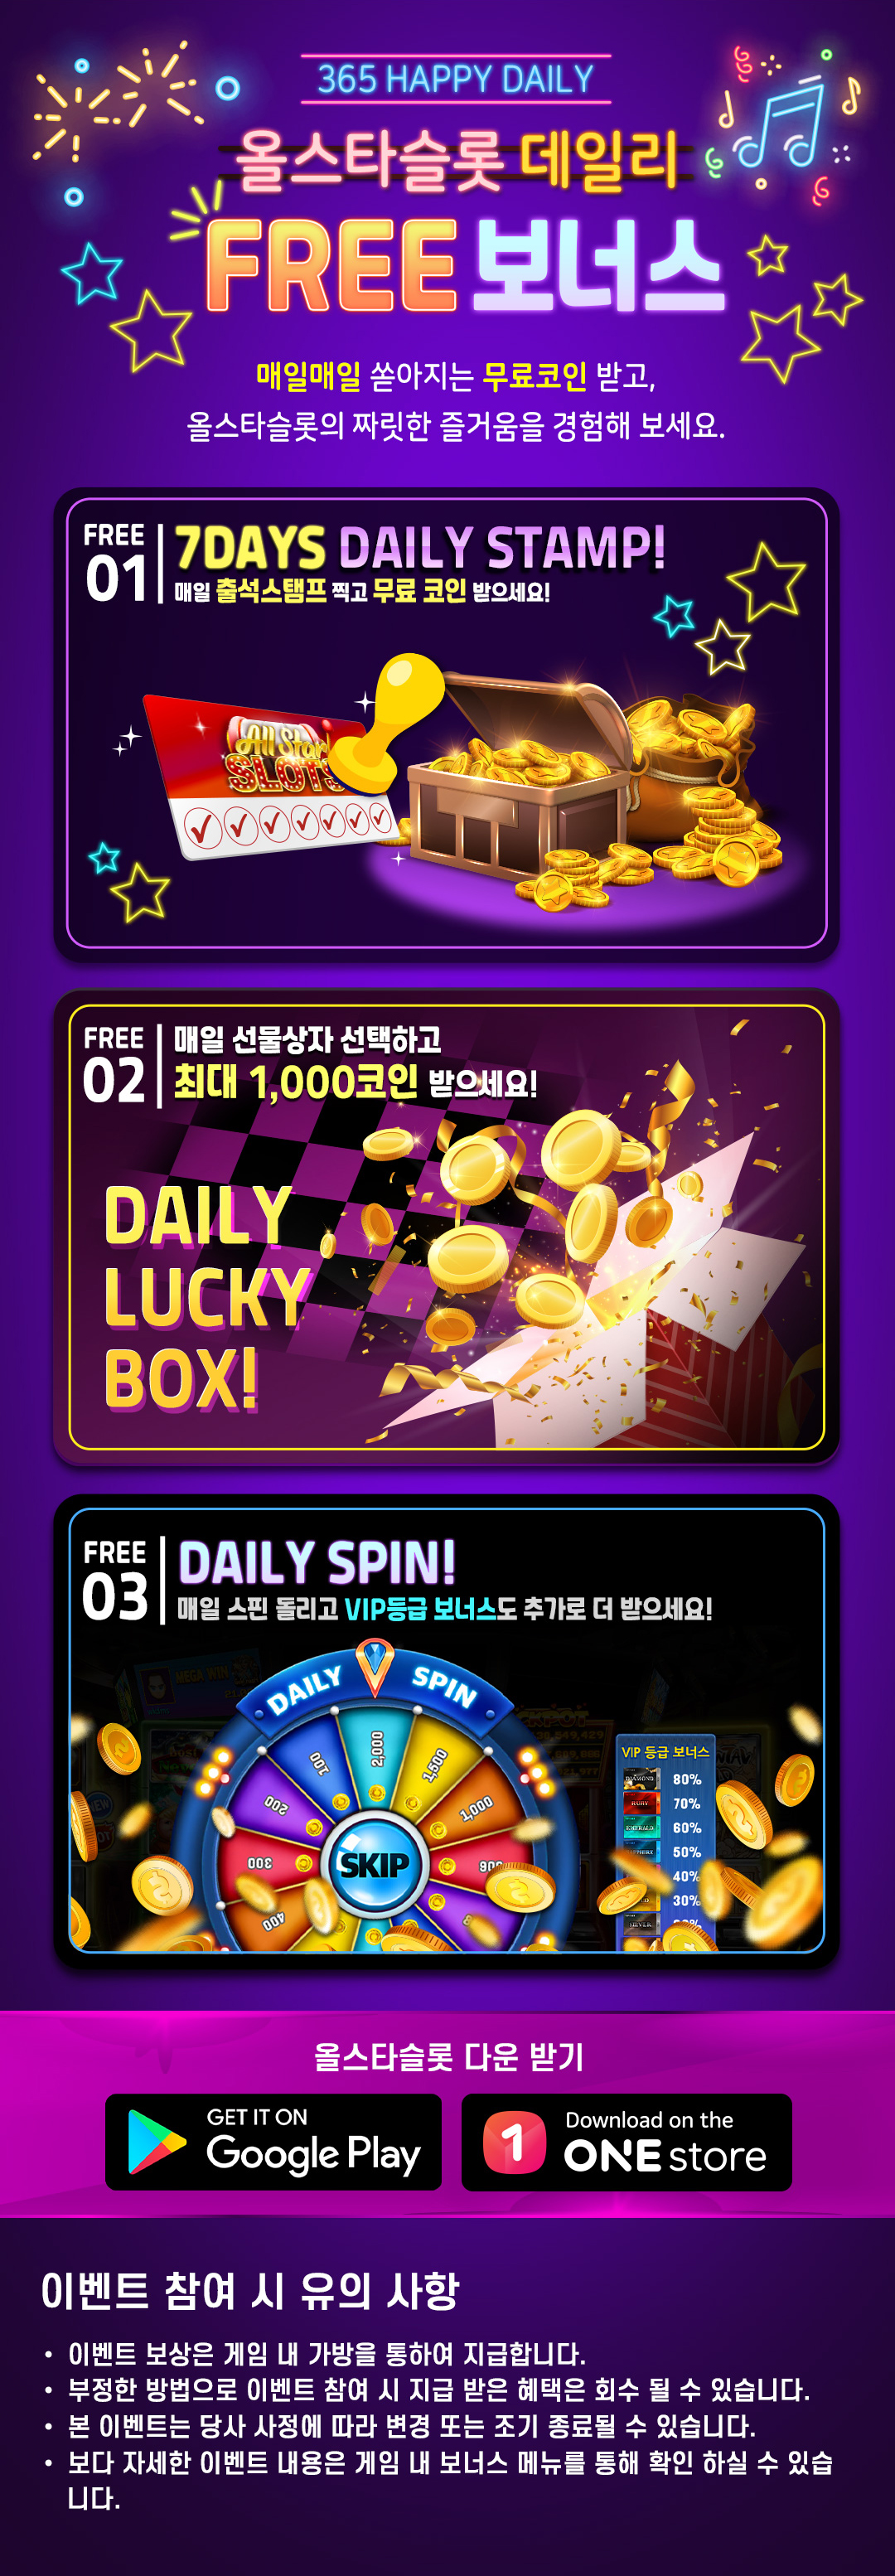 365 HAPPY DAILY
올스타슬롯 데일리
FREE 보너스
매일매일 쏟아지는 무료코인 받고,
올스타슬롯의 짜릿한 즐거움을 경험해 보세요.
FREE
01
7DAYS DAILY STAMP!
매일 출석스탬프 찍고 무료 코인 받으세요!
All Star
SLOTS
FREE
02
매일 선물상자 선택하고
최대 1,000코인 받으세요!
DAILY
LUCKY
BOX!
FREE
03
DAILY SPIN!
매일 스핀 돌리고 VIP등급 보너스도 추가로 더 받으세요!
MEGA WIN
DAILY SPIN
100
2,000
1,500
200
1,000
300
SKIP
400
VIP 등급 보너스
DIAMOND 80%
RUBY 70%
EMERALD 60%
50%
40%
30%
SILVER
올스타슬롯 다운 받기
GET IT ON
Google Play
Download on the
ONE store
이벤트 참여 시 유의 사항
• 이벤트 보상은 게임 내 가방을 통하여 지급합니다.
• 부정한 방법으로 이벤트 참여 시 지급 받은 혜택은 회수 될 수 있습니다.
• 본 이벤트는 당사 사정에 따라 변경 또는 조기 종료될 수 있습니다.
• 보다 자세한 이벤트 내용은 게임 내 보너스 메뉴를 통해 확인 하실 수 있습
니다.